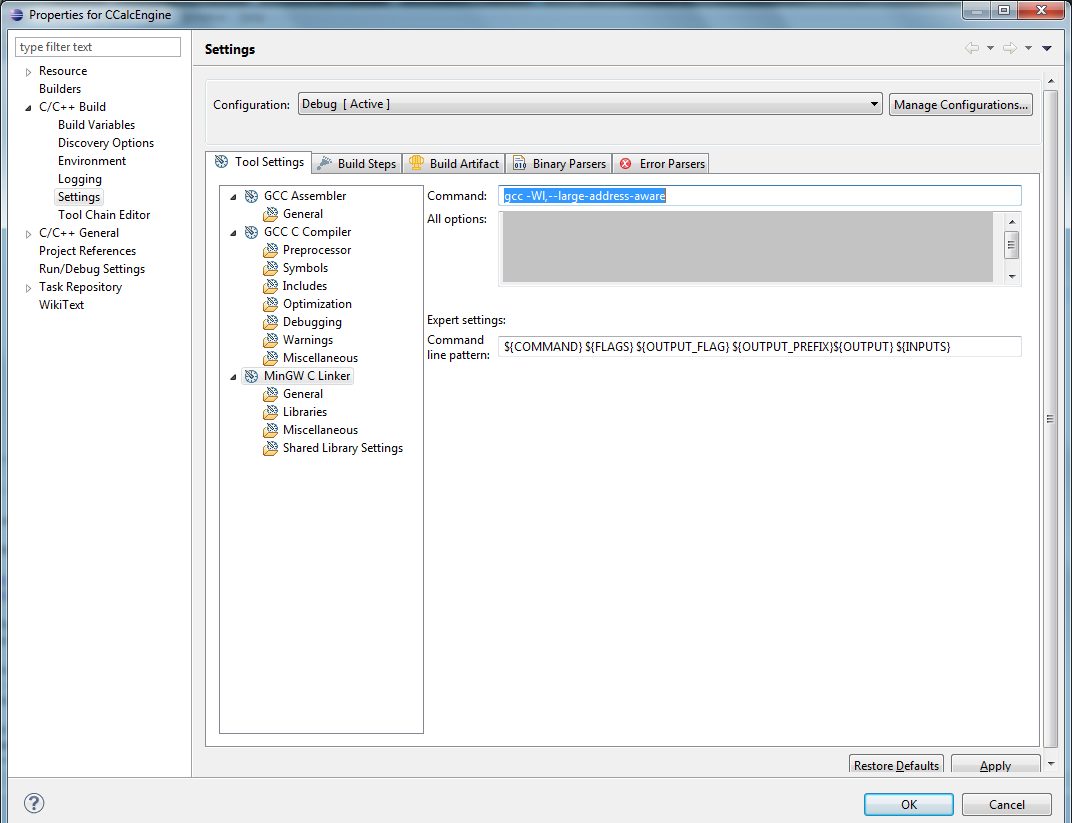 Properties for CCalcEngine
type filter text
Resource
Builders
C/C++ Build
Build Variables
Discovery Options
Environment
Logging
Settings
Tool Chain Editor
C/C++ General
Project References
Run/Debug Settings
Task Repository
WikiText
Settings
Configuration: Debug [ Active ] Manage Configurations...
Tool Settings Build Steps Build Artifact Binary Parsers Error Parsers
GCC Assembler
General
GCC C Compiler
Preprocessor
Symbols
Includes
Optimization
Debugging
Warnings
Miscellaneous
MinGW C Linker
General
Libraries
Miscellaneous
Shared Library Settings
Command: gcc -Wl,--large-address-aware
All options:
Expert settings:
Command
line pattern: ${COMMAND} ${FLAGS} ${OUTPUT_FLAG} ${OUTPUT_PREFIX}${OUTPUT} ${INPUTS}
Restore Defaults Apply
OK Cancel